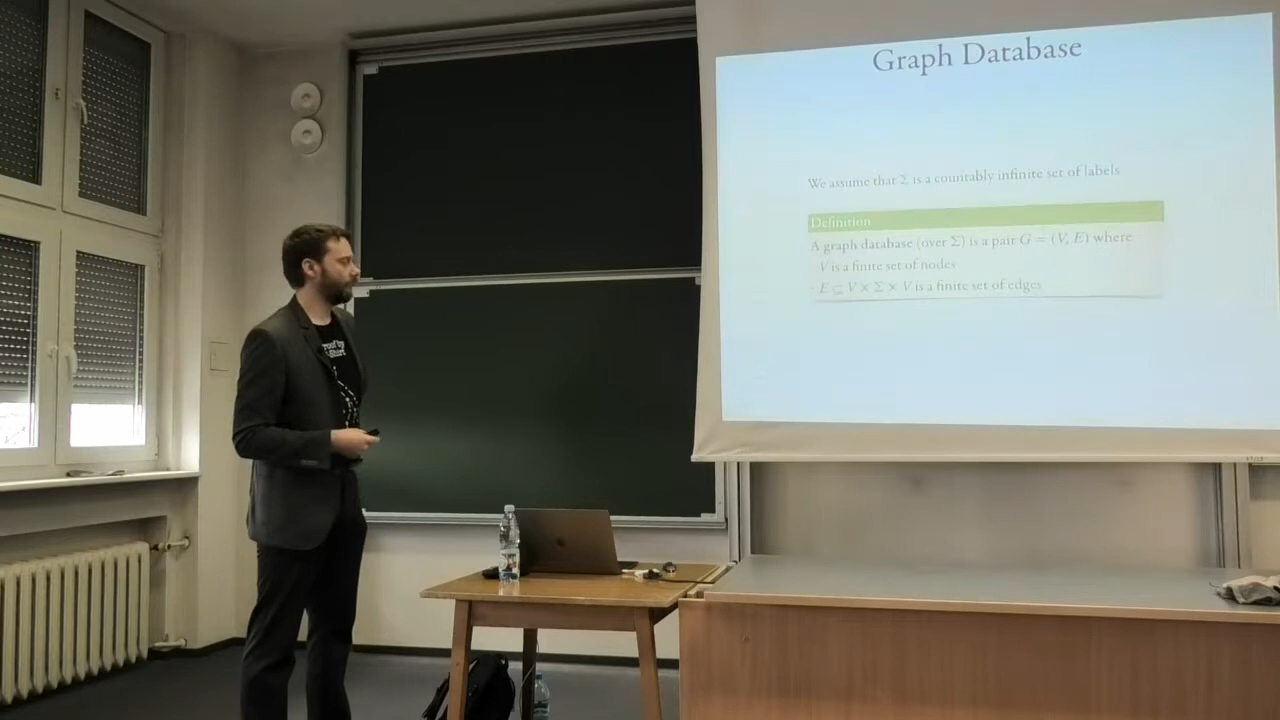 Graph Database
We assume that Σ is a countably infinite set of labels
Definition
A graph database (over Σ) is a pair G = (V, E) where
V is a finite set of nodes
· E ⊆ V × Σ × V is a finite set of edges